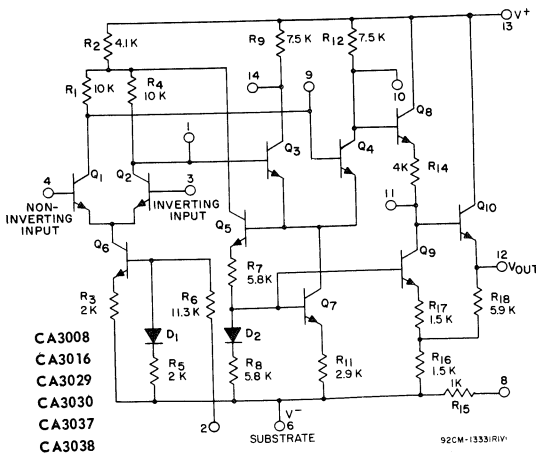 V+
13
R2 4.1K
R9 7.5K
R12 7.5K
R1 10K
R4 10K
14
9
10
Q8
1
Q3
Q4
4K R14
4
Q1
Q2
3
NON-
INVERTING
INPUT
INVERTING
INPUT
11
Q10
Q5
Q6
12 VOUT
R7
5.8K
Q9
R3
2K
R6
11.3K
Q7
R17
1.5K
R18
5.9K
D1
D2
R5
2K
R8
5.8K
R11
2.9K
R16
1.5K
1K
R15
8
2
V-
6
SUBSTRATE
CA3008
CA3016
CA3029
CA3030
CA3037
CA3038